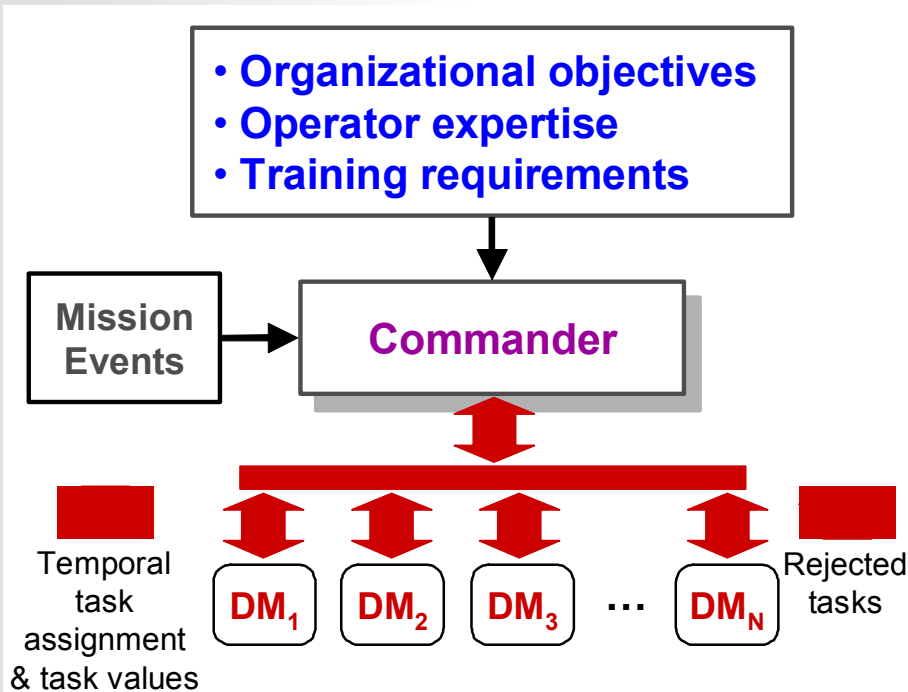 • Organizational objectives
• Operator expertise
• Training requirements
Mission
Events
Commander
Temporal
task
assignment
& task values
DM₁
DM₂
DM₃
...
DM_N
Rejected
tasks